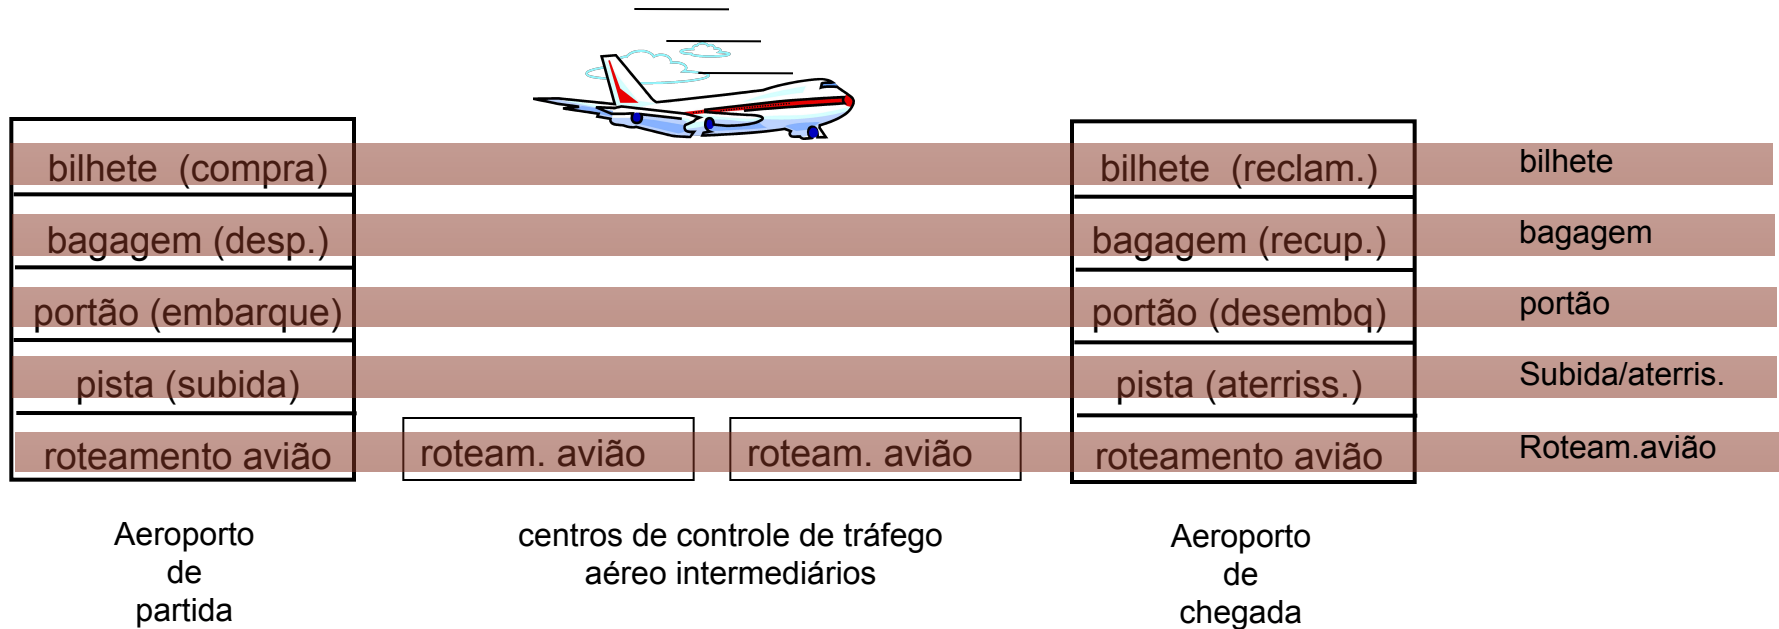 bilhete (compra)
bilhete (reclam.)
bilhete
bagagem (desp.)
bagagem (recup.)
bagagem
portão (embarque)
portão (desembq)
portão
pista (subida)
pista (aterriss.)
Subida/aterris.
roteamento avião
roteam. avião
roteam. avião
roteamento avião
Roteam.avião
Aeroporto
de
partida
centros de controle de tráfego
aéreo intermediários
Aeroporto
de
chegada